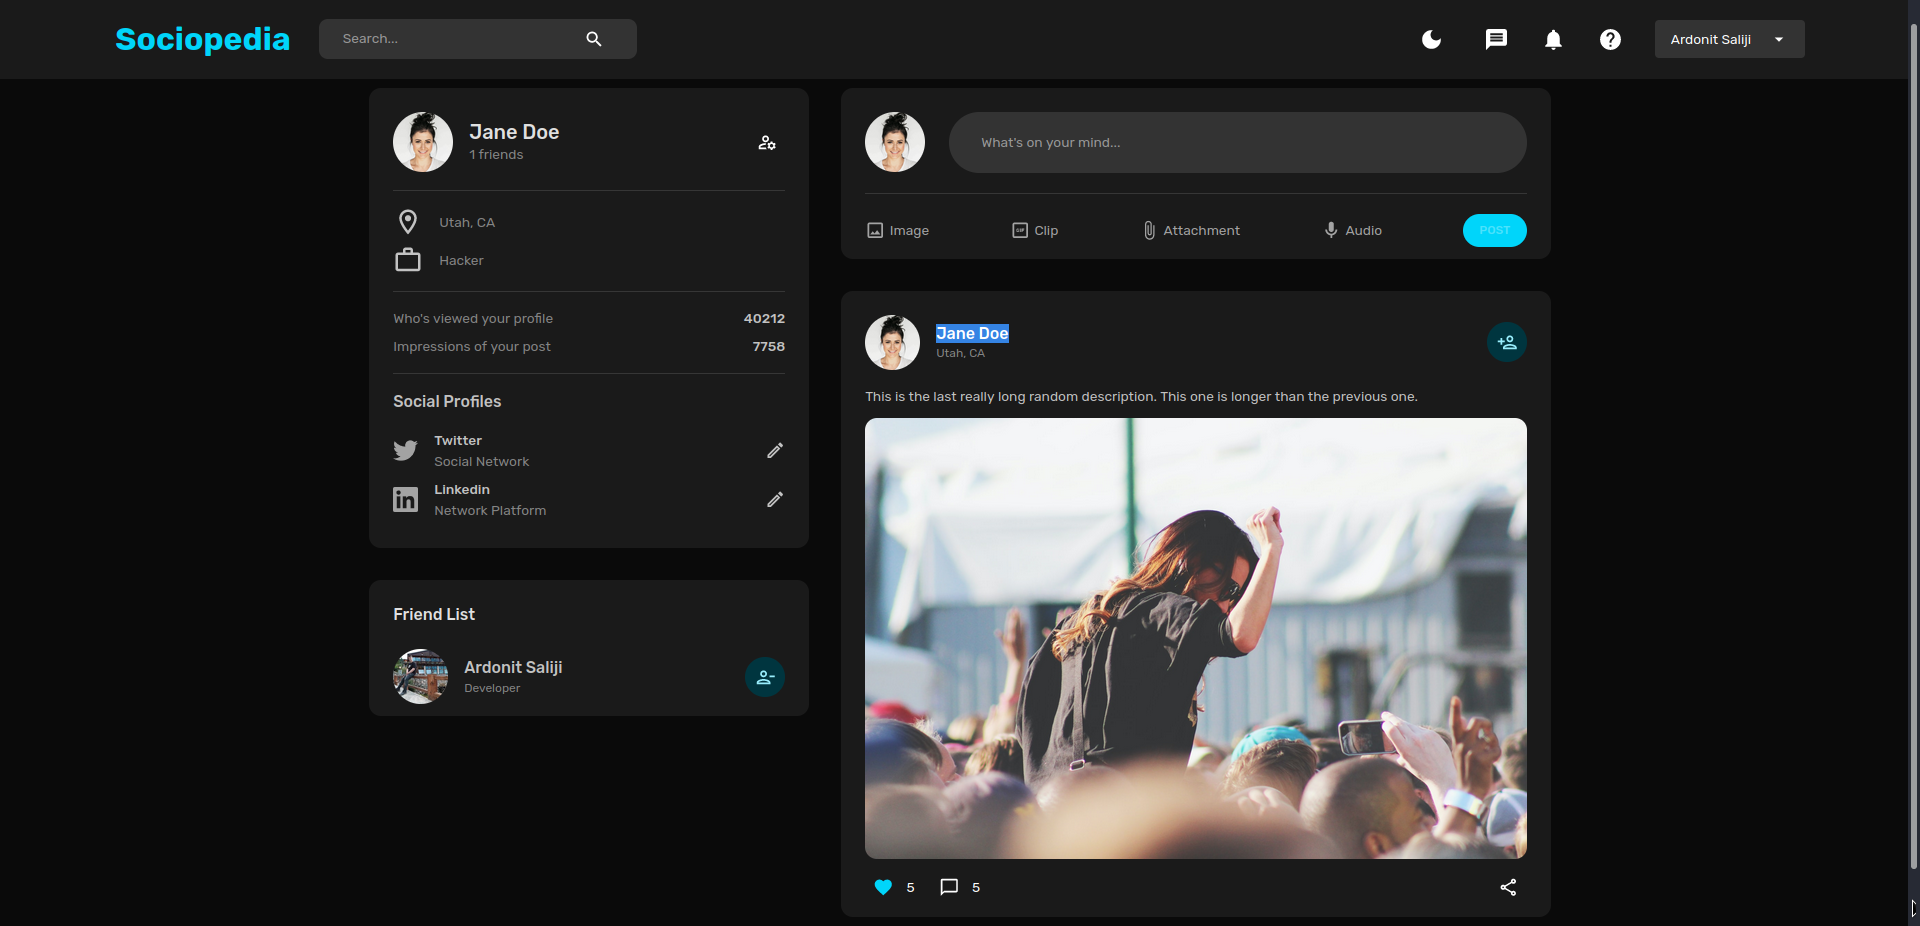 Sociopedia
Search...
Ardonit Saliji
Jane Doe
1 friends
Utah, CA
Hacker
Who's viewed your profile 40212
Impressions of your post 7758
Social Profiles
Twitter
Social Network
Linkedin
Network Platform
Friend List
Ardonit Saliji
Developer
What's on your mind...
Image Clip Attachment Audio POST
Jane Doe
Utah, CA
This is the last really long random description. This one is longer than the previous one.
5 5